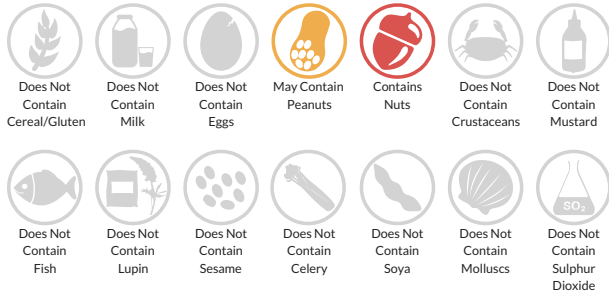 Does Not
Contain
Cereal/Gluten
Does Not
Contain
Milk
Does Not
Contain
Eggs
May Contain
Peanuts
Contains
Nuts
Does Not
Contain
Crustaceans
Does Not
Contain
Mustard
Does Not
Contain
Fish
Does Not
Contain
Lupin
Does Not
Contain
Sesame
Does Not
Contain
Celery
Does Not
Contain
Soya
Does Not
Contain
Molluscs
SO₂
Does Not
Contain
Sulphur
Dioxide